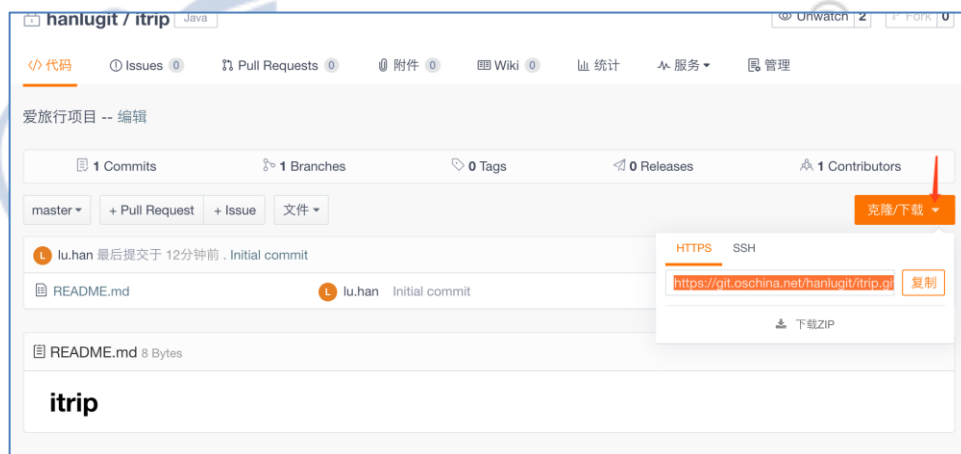 hanlugit / itrip Java Unwatch 2 Fork 0
</> 代码 Issues 0 Pull Requests 0 附件 0 Wiki 0 统计 服务 管理
爱旅行项目 -- 编辑
1 Commits 1 Branches 0 Tags 0 Releases 1 Contributors
master + Pull Request + Issue 文件 克隆/下载
HTTPS SSH
L lu.han 最后提交于 12分钟前 . Initial commit
https://git.oschina.net/hanlugit/itrip.gi 复制
README.md L lu.han Initial commit
下载ZIP
README.md 8 Bytes
itrip